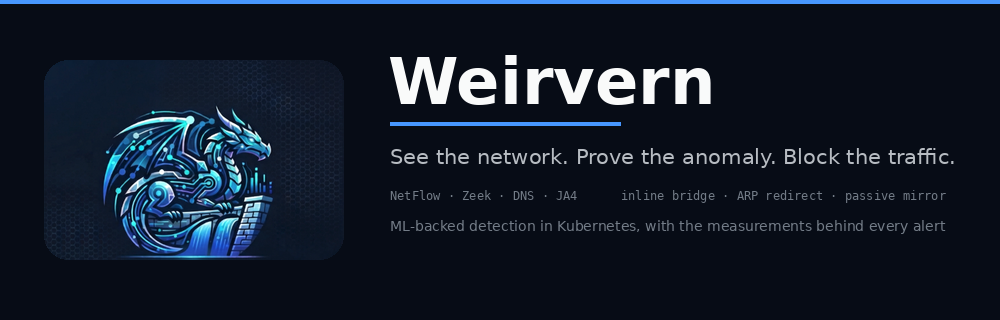 Weirvern
See the network. Prove the anomaly. Block the traffic.
NetFlow · Zeek · DNS · JA4 inline bridge · ARP redirect · passive mirror
ML-backed detection in Kubernetes, with the measurements behind every alert